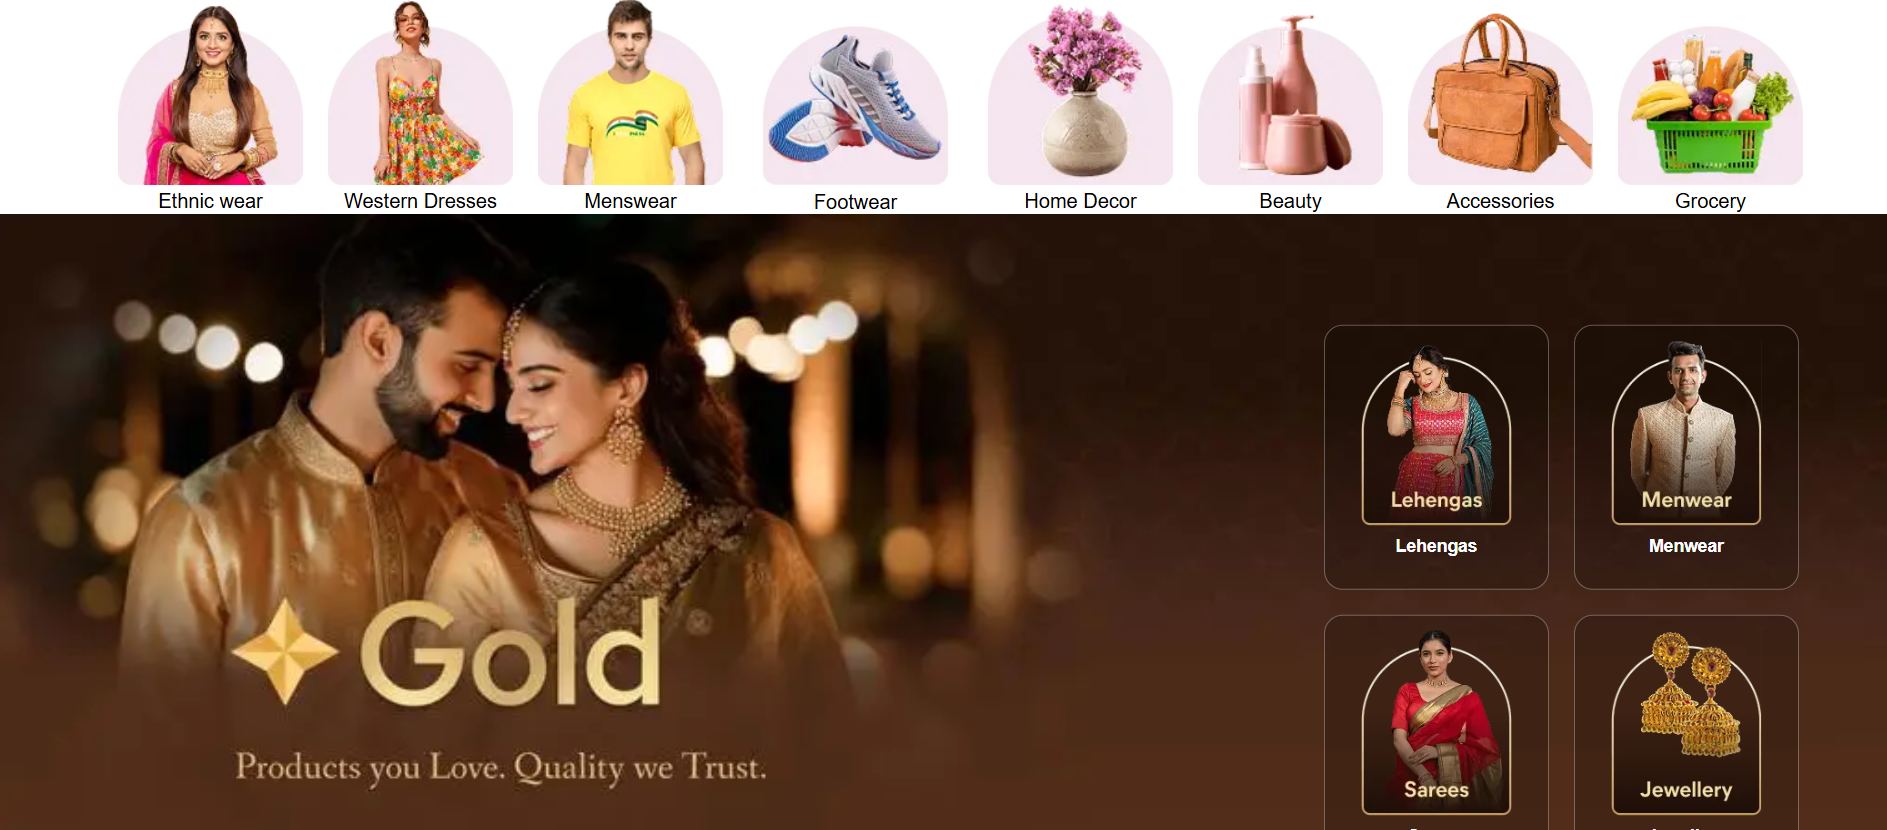 Ethnic wear
Western Dresses
Menswear
Footwear
Home Decor
Beauty
Accessories
Grocery
Gold
Products you Love. Quality we Trust.
Lehengas
Lehengas
Menwear
Menwear
Sarees
Jewellery